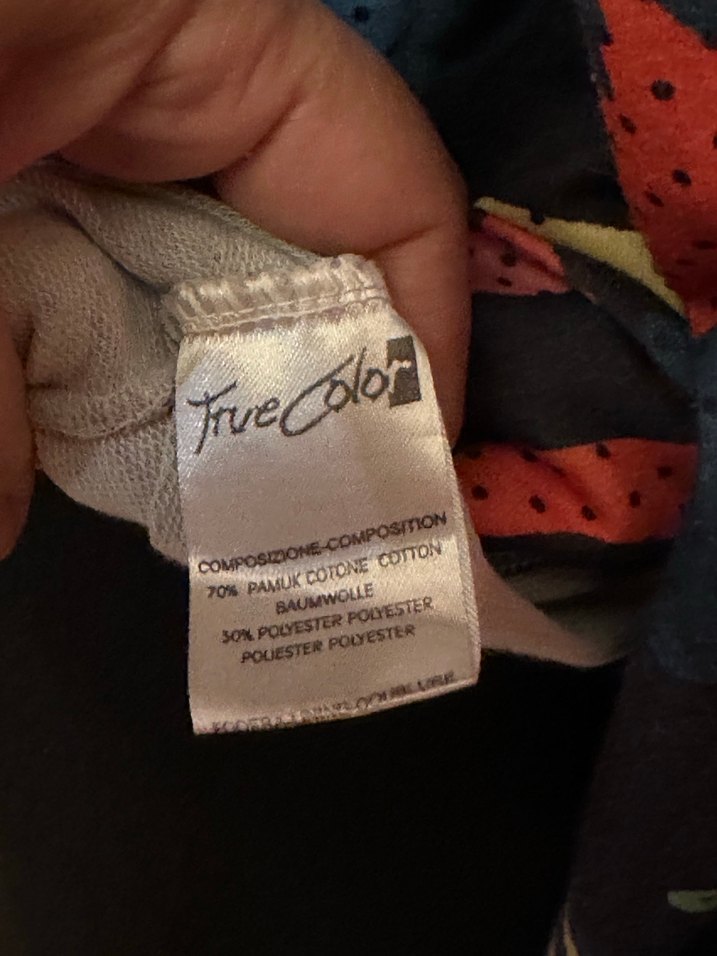 True Color
COMPOSIZIONE-COMPOSITION
70% PAMUK COTONE COTTON
BAUMWOLLE
30% POLYESTER POLYESTER
POLIESTER POLYESTER